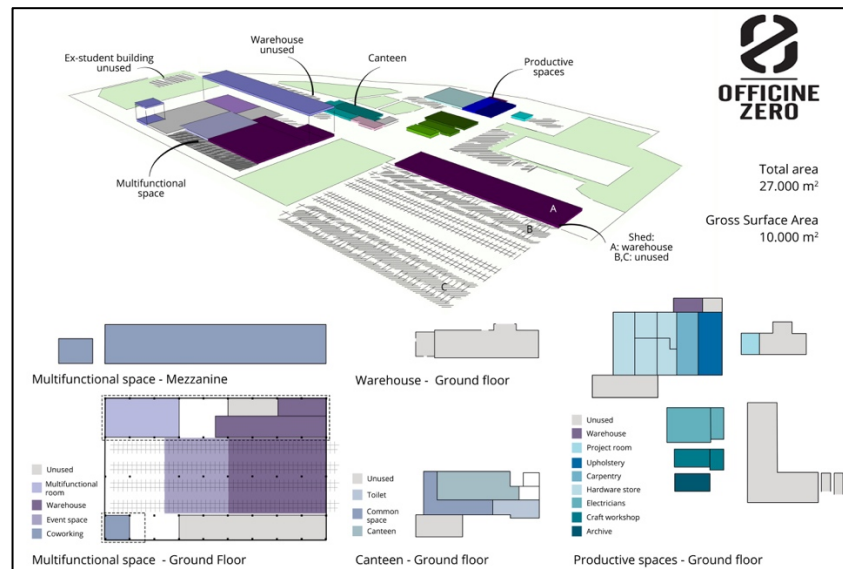 Ex-student building
unused
Warehouse
unused
Canteen
Productive
spaces
OFFICINE
ZERO
Multifunctional
space
Total area
27.000 m²
Gross Surface Area
10.000 m²
A
B
C
Shed:
A: warehouse
B,C: unused
Multifunctional space - Mezzanine
Warehouse - Ground floor
Unused
Multifunctional
room
Warehouse
Event space
Coworking
Multifunctional space - Ground Floor
Unused
Toilet
Common
space
Canteen
Canteen - Ground floor
Unused
Warehouse
Project room
Upholstery
Carpentry
Hardware store
Electricians
Craft workshop
Archive
Productive spaces - Ground floor